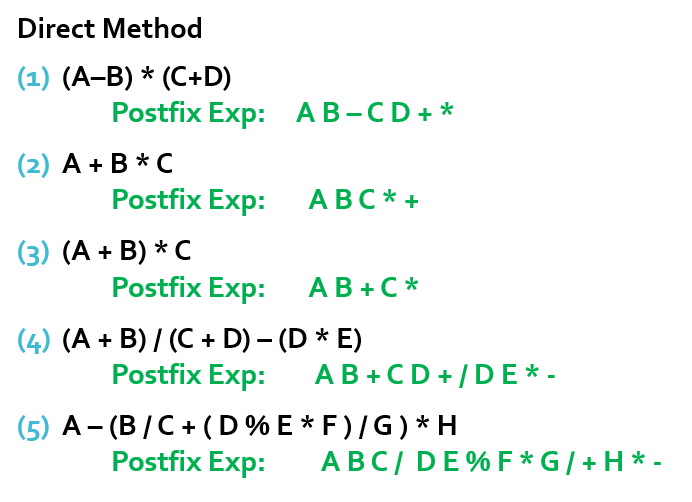 Direct Method
(1) (A–B) * (C+D)
Postfix Exp: A B – C D + *
(2) A + B * C
Postfix Exp: A B C * +
(3) (A + B) * C
Postfix Exp: A B + C *
(4) (A + B) / (C + D) – (D * E)
Postfix Exp: A B + C D + / D E * -
(5) A – (B / C + ( D % E * F ) / G ) * H
Postfix Exp: A B C / D E % F * G / + H * -